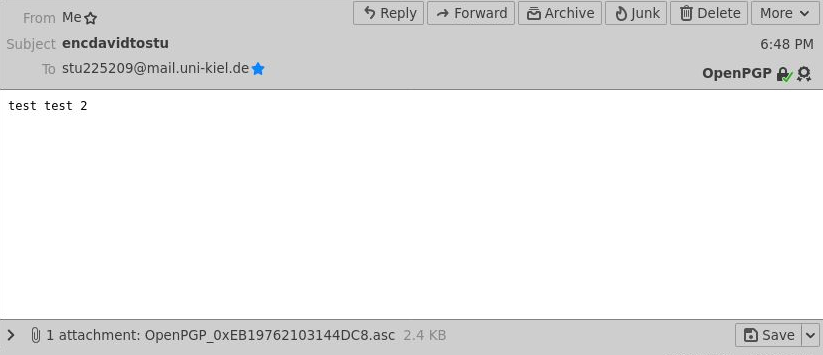 From Me Reply Forward Archive Junk Delete More
Subject encdavidtostu 6:48 PM
To stu225209@mail.uni-kiel.de OpenPGP
test test 2
1 attachment: OpenPGP_0xEB19762103144DC8.asc 2.4 KB Save